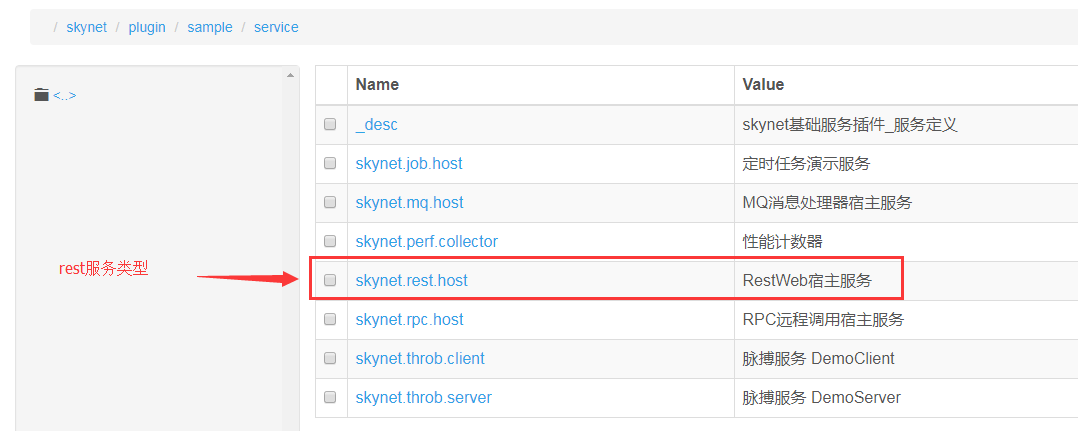 / skynet / plugin / sample / service
<..>
Name Value
_desc skynet基础服务插件_服务定义
skynet.job.host 定时任务演示服务
skynet.mq.host MQ消息处理器宿主服务
skynet.perf.collector 性能计数器
rest服务类型
skynet.rest.host RestWeb宿主服务
skynet.rpc.host RPC远程调用宿主服务
skynet.throb.client 脉搏服务 DemoClient
skynet.throb.server 脉搏服务 DemoServer